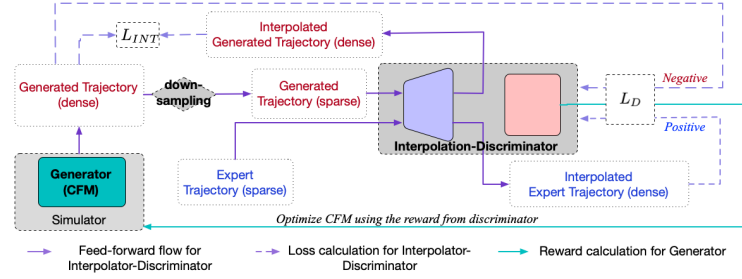 L_INT
Interpolated
Generated Trajectory (dense)
Generated Trajectory
(dense)
down-
sampling
Generated
Trajectory (sparse)
Negative
L_D
Positive
Interpolation-Discriminator
Generator
(CFM)
Simulator
Expert
Trajectory (sparse)
Interpolated
Expert Trajectory (dense)
Optimize CFM using the reward from discriminator
Feed-forward flow for
Interpolator-Discriminator
Loss calculation for Interpolator-
Discriminator
Reward calculation for Generator